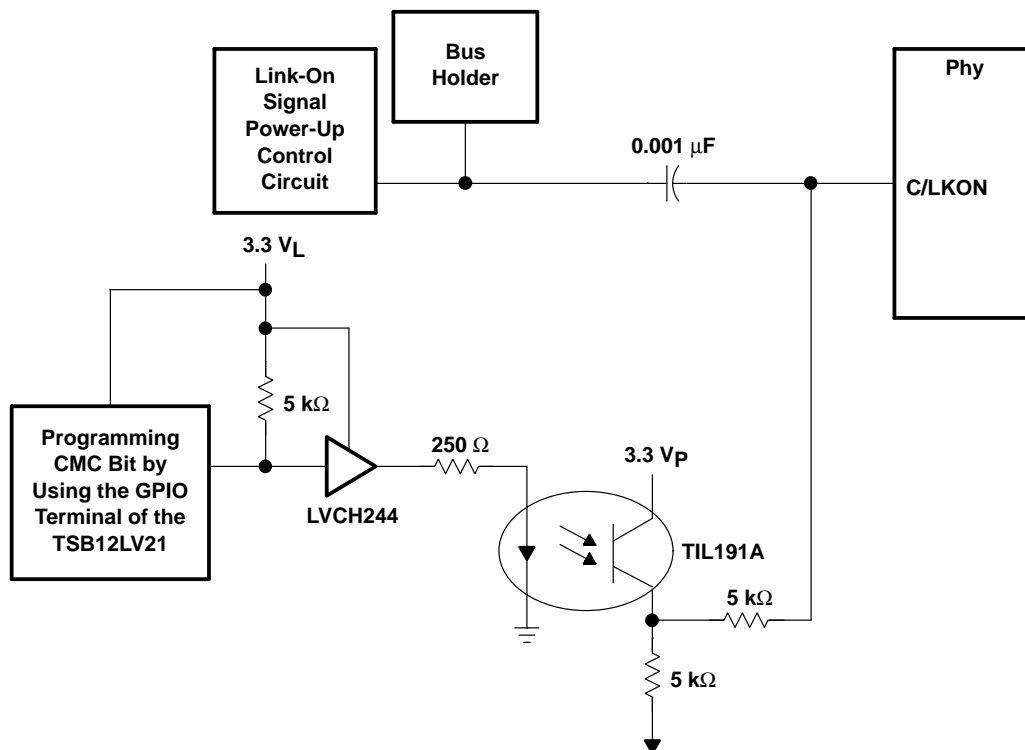 Bus
Holder
Phy
Link-On
Signal
Power-Up
Control
Circuit
0.001 μF
C/LKON
3.3 VL
5 kΩ
Programming
CMC Bit by
Using the GPIO
Terminal of the
TSB12LV21
250 Ω
LVCH244
3.3 VP
TIL191A
5 kΩ
5 kΩ